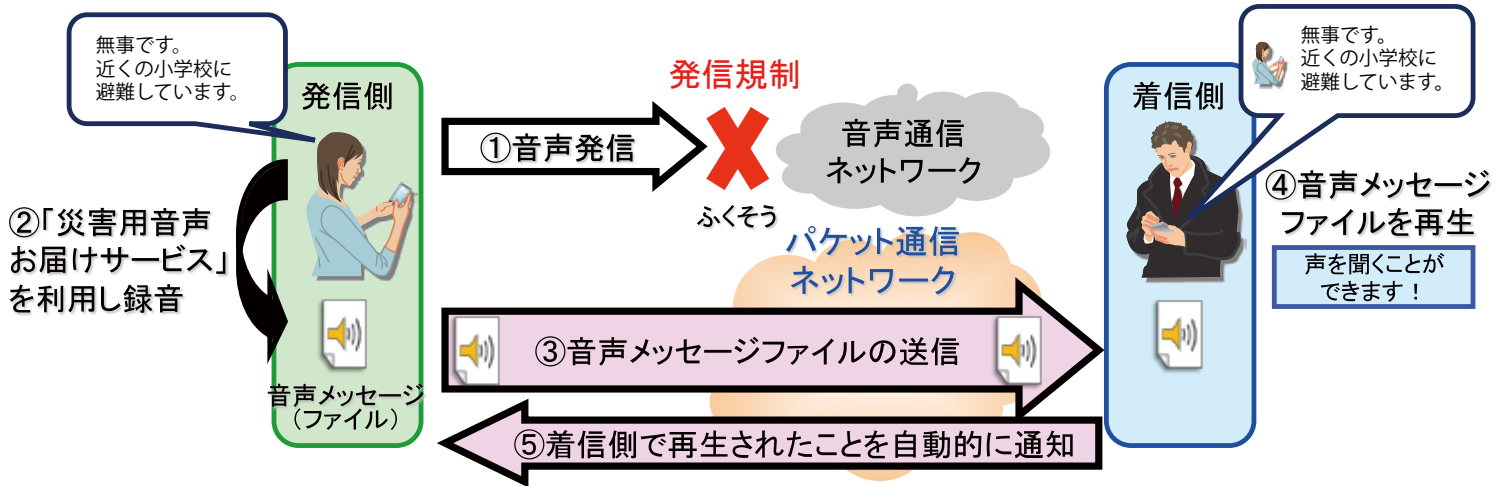 無事です。
近くの小学校に
避難しています。
発信側
①音声発信
発信規制
ふくそう
音声通信
ネットワーク
着信側
無事です。
近くの小学校に
避難しています。
②「災害用音声
お届けサービス」
を利用し録音
音声メッセージ
（ファイル）
パケット通信
ネットワーク
③音声メッセージファイルの送信
④音声メッセージ
ファイルを再生
声を聞くことが
できます！
⑤着信側で再生されたことを自動的に通知